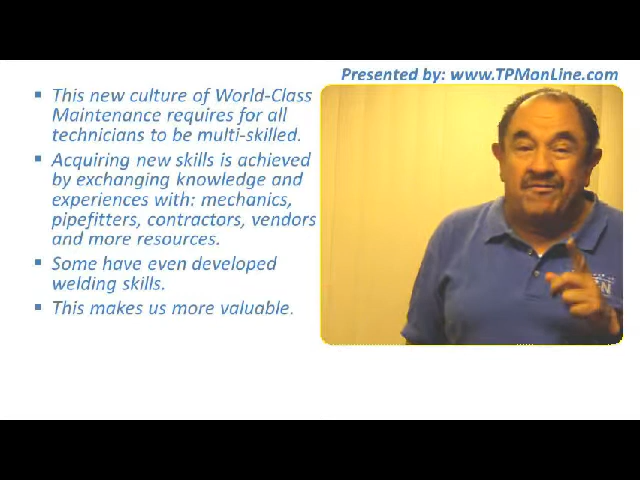 Presented by: www.TPMonLine.com
▪ This new culture of World-Class
Maintenance requires for all
technicians to be multi-skilled.
▪ Acquiring new skills is achieved
by exchanging knowledge and
experiences with: mechanics,
pipefitters, contractors, vendors
and more resources.
▪ Some have even developed
welding skills.
▪ This makes us more valuable.